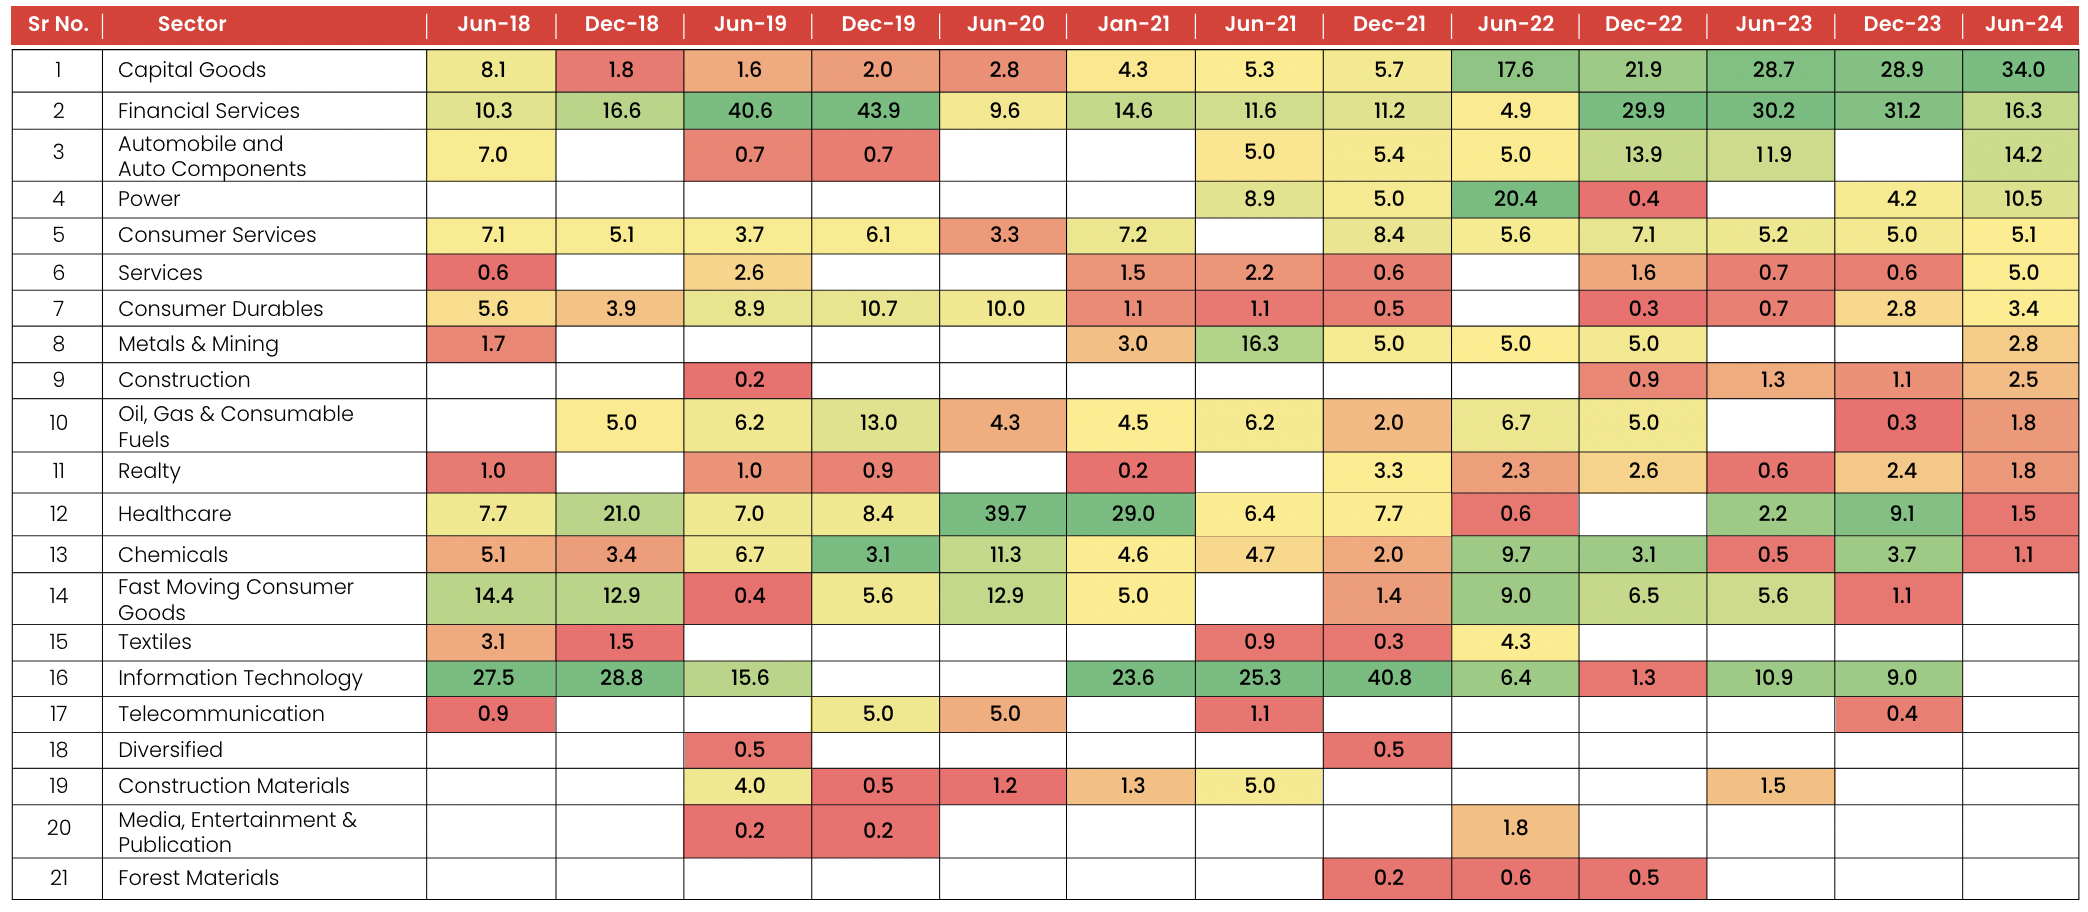 Sr No. Sector Jun-18 Dec-18 Jun-19 Dec-19 Jun-20 Jan-21 Jun-21 Dec-21 Jun-22 Dec-22 Jun-23 Dec-23 Jun-24
1 Capital Goods 8.1 1.8 1.6 2.0 2.8 4.3 5.3 5.7 17.6 21.9 28.7 28.9 34.0
2 Financial Services 10.3 16.6 40.6 43.9 9.6 14.6 11.6 11.2 4.9 29.9 30.2 31.2 16.3
3 Automobile and
Auto Components 7.0 0.7 0.7 5.0 5.4 5.0 13.9 11.9 14.2
4 Power 8.9 5.0 20.4 0.4 4.2 10.5
5 Consumer Services 7.1 5.1 3.7 6.1 3.3 7.2 8.4 5.6 7.1 5.2 5.0 5.1
6 Services 0.6 2.6 1.5 2.2 0.6 1.6 0.7 0.6 5.0
7 Consumer Durables 5.6 3.9 8.9 10.7 10.0 1.1 1.1 0.5 0.3 0.7 2.8 3.4
8 Metals & Mining 1.7 3.0 16.3 5.0 5.0 5.0 2.8
9 Construction 0.2 0.9 1.3 1.1 2.5
10 Oil, Gas & Consumable
Fuels 5.0 6.2 13.0 4.3 4.5 6.2 2.0 6.7 5.0 0.3 1.8
11 Realty 1.0 1.0 0.9 0.2 3.3 2.3 2.6 0.6 2.4 1.8
12 Healthcare 7.7 21.0 7.0 8.4 39.7 29.0 6.4 7.7 0.6 2.2 9.1 1.5
13 Chemicals 5.1 3.4 6.7 3.1 11.3 4.6 4.7 2.0 9.7 3.1 0.5 3.7 1.1
14 Fast Moving Consumer
Goods 14.4 12.9 0.4 5.6 12.9 5.0 1.4 9.0 6.5 5.6 1.1
15 Textiles 3.1 1.5 0.9 0.3 4.3
16 Information Technology 27.5 28.8 15.6 23.6 25.3 40.8 6.4 1.3 10.9 9.0
17 Telecommunication 0.9 5.0 5.0 1.1 0.4
18 Diversified 0.5 0.5
19 Construction Materials 4.0 0.5 1.2 1.3 5.0 1.5
20 Media, Entertainment &
Publication 0.2 0.2 1.8
21 Forest Materials 0.2 0.6 0.5